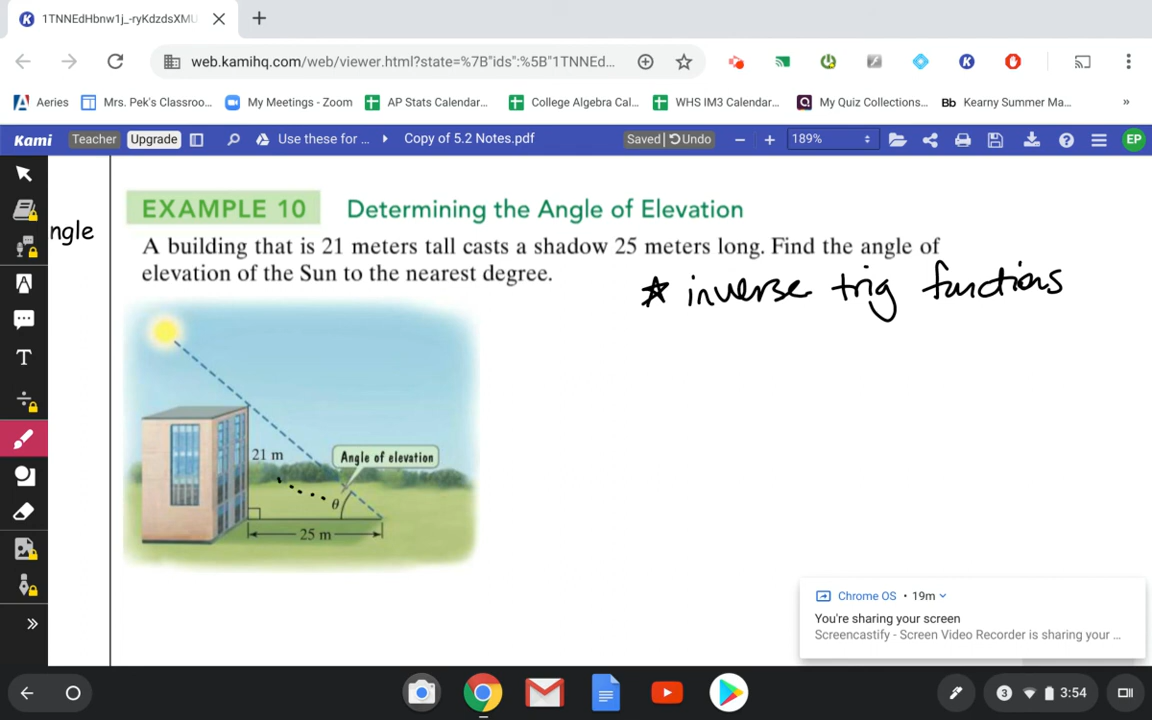 1TNNEdHbnw1j_-ryKdzdsXMU
web.kamihq.com/web/viewer.html?state=%7B"ids":%5B"1TNNEd...
Aeries Mrs. Pek's Classroo... My Meetings - Zoom AP Stats Calendar... College Algebra Cal... WHS IM3 Calendar... My Quiz Collections... Bb Kearny Summer Ma... »
Kami Teacher Upgrade Use these for ... Copy of 5.2 Notes.pdf Saved Undo 189% EP
ngle
EXAMPLE 10 Determining the Angle of Elevation
A building that is 21 meters tall casts a shadow 25 meters long. Find the angle of
elevation of the Sun to the nearest degree.
inverse trig functions
21 m
Angle of elevation
θ
25 m
Chrome OS • 19m
You're sharing your screen
Screencastify - Screen Video Recorder is sharing your ...
3 3:54